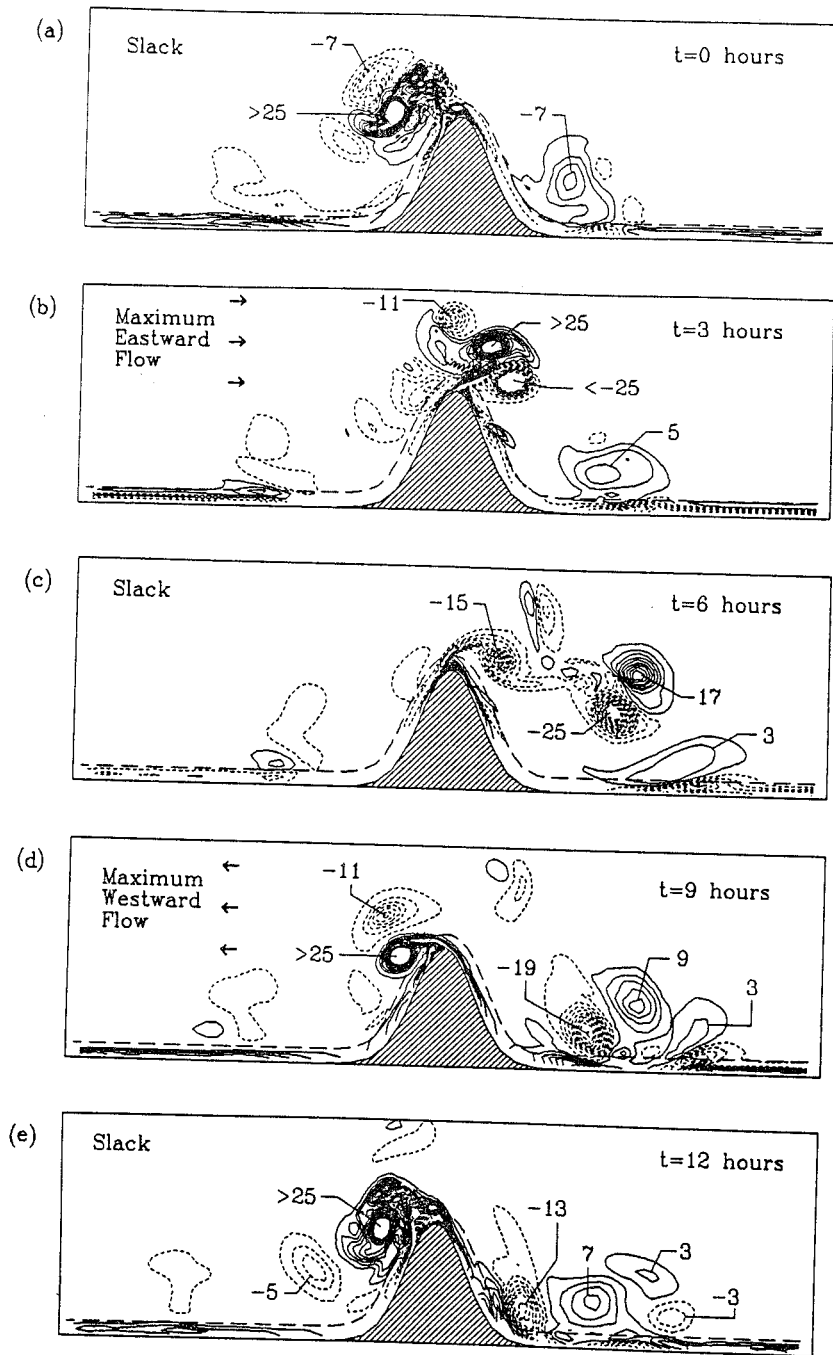 (a)
Slack
-7
t=0 hours
>25
-7
(b)
Maximum
Eastward
Flow
-11
>25
t=3 hours
<-25
5
(c)
Slack
-15
t=6 hours
17
-25
3
(d)
Maximum
Westward
Flow
-11
t=9 hours
>25
-19
9
3
(e)
Slack
t=12 hours
>25
-13
7
3
-5
-3